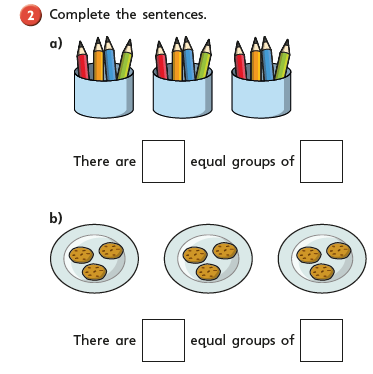 2 Complete the sentences.
a)
There are equal groups of
b)
There are equal groups of